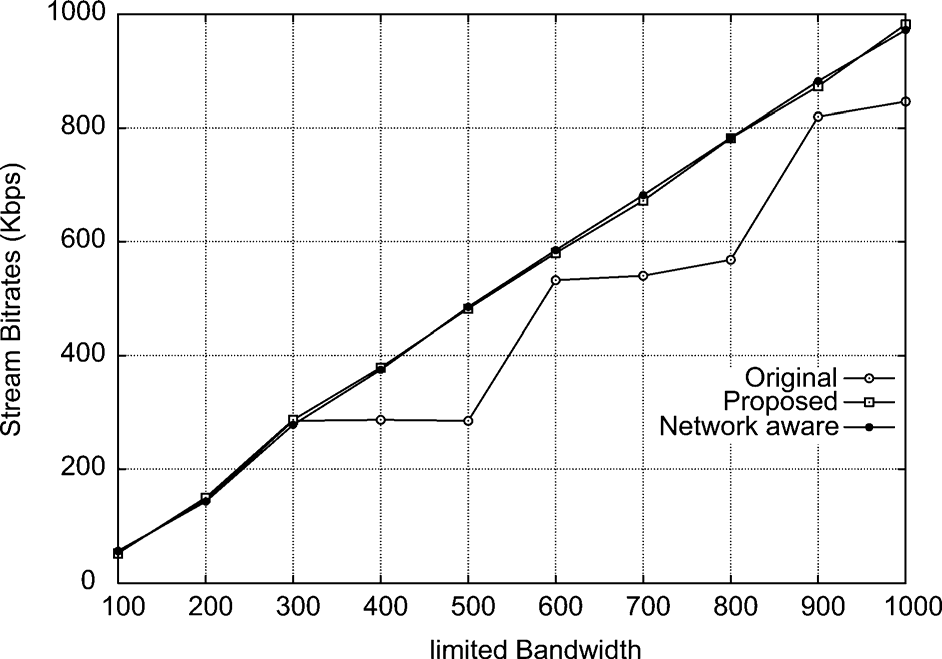 1000
800
600
400
200
0
Stream Bitrates (Kbps)
Original
Proposed
Network aware
100 200 300 400 500 600 700 800 900 1000
limited Bandwidth